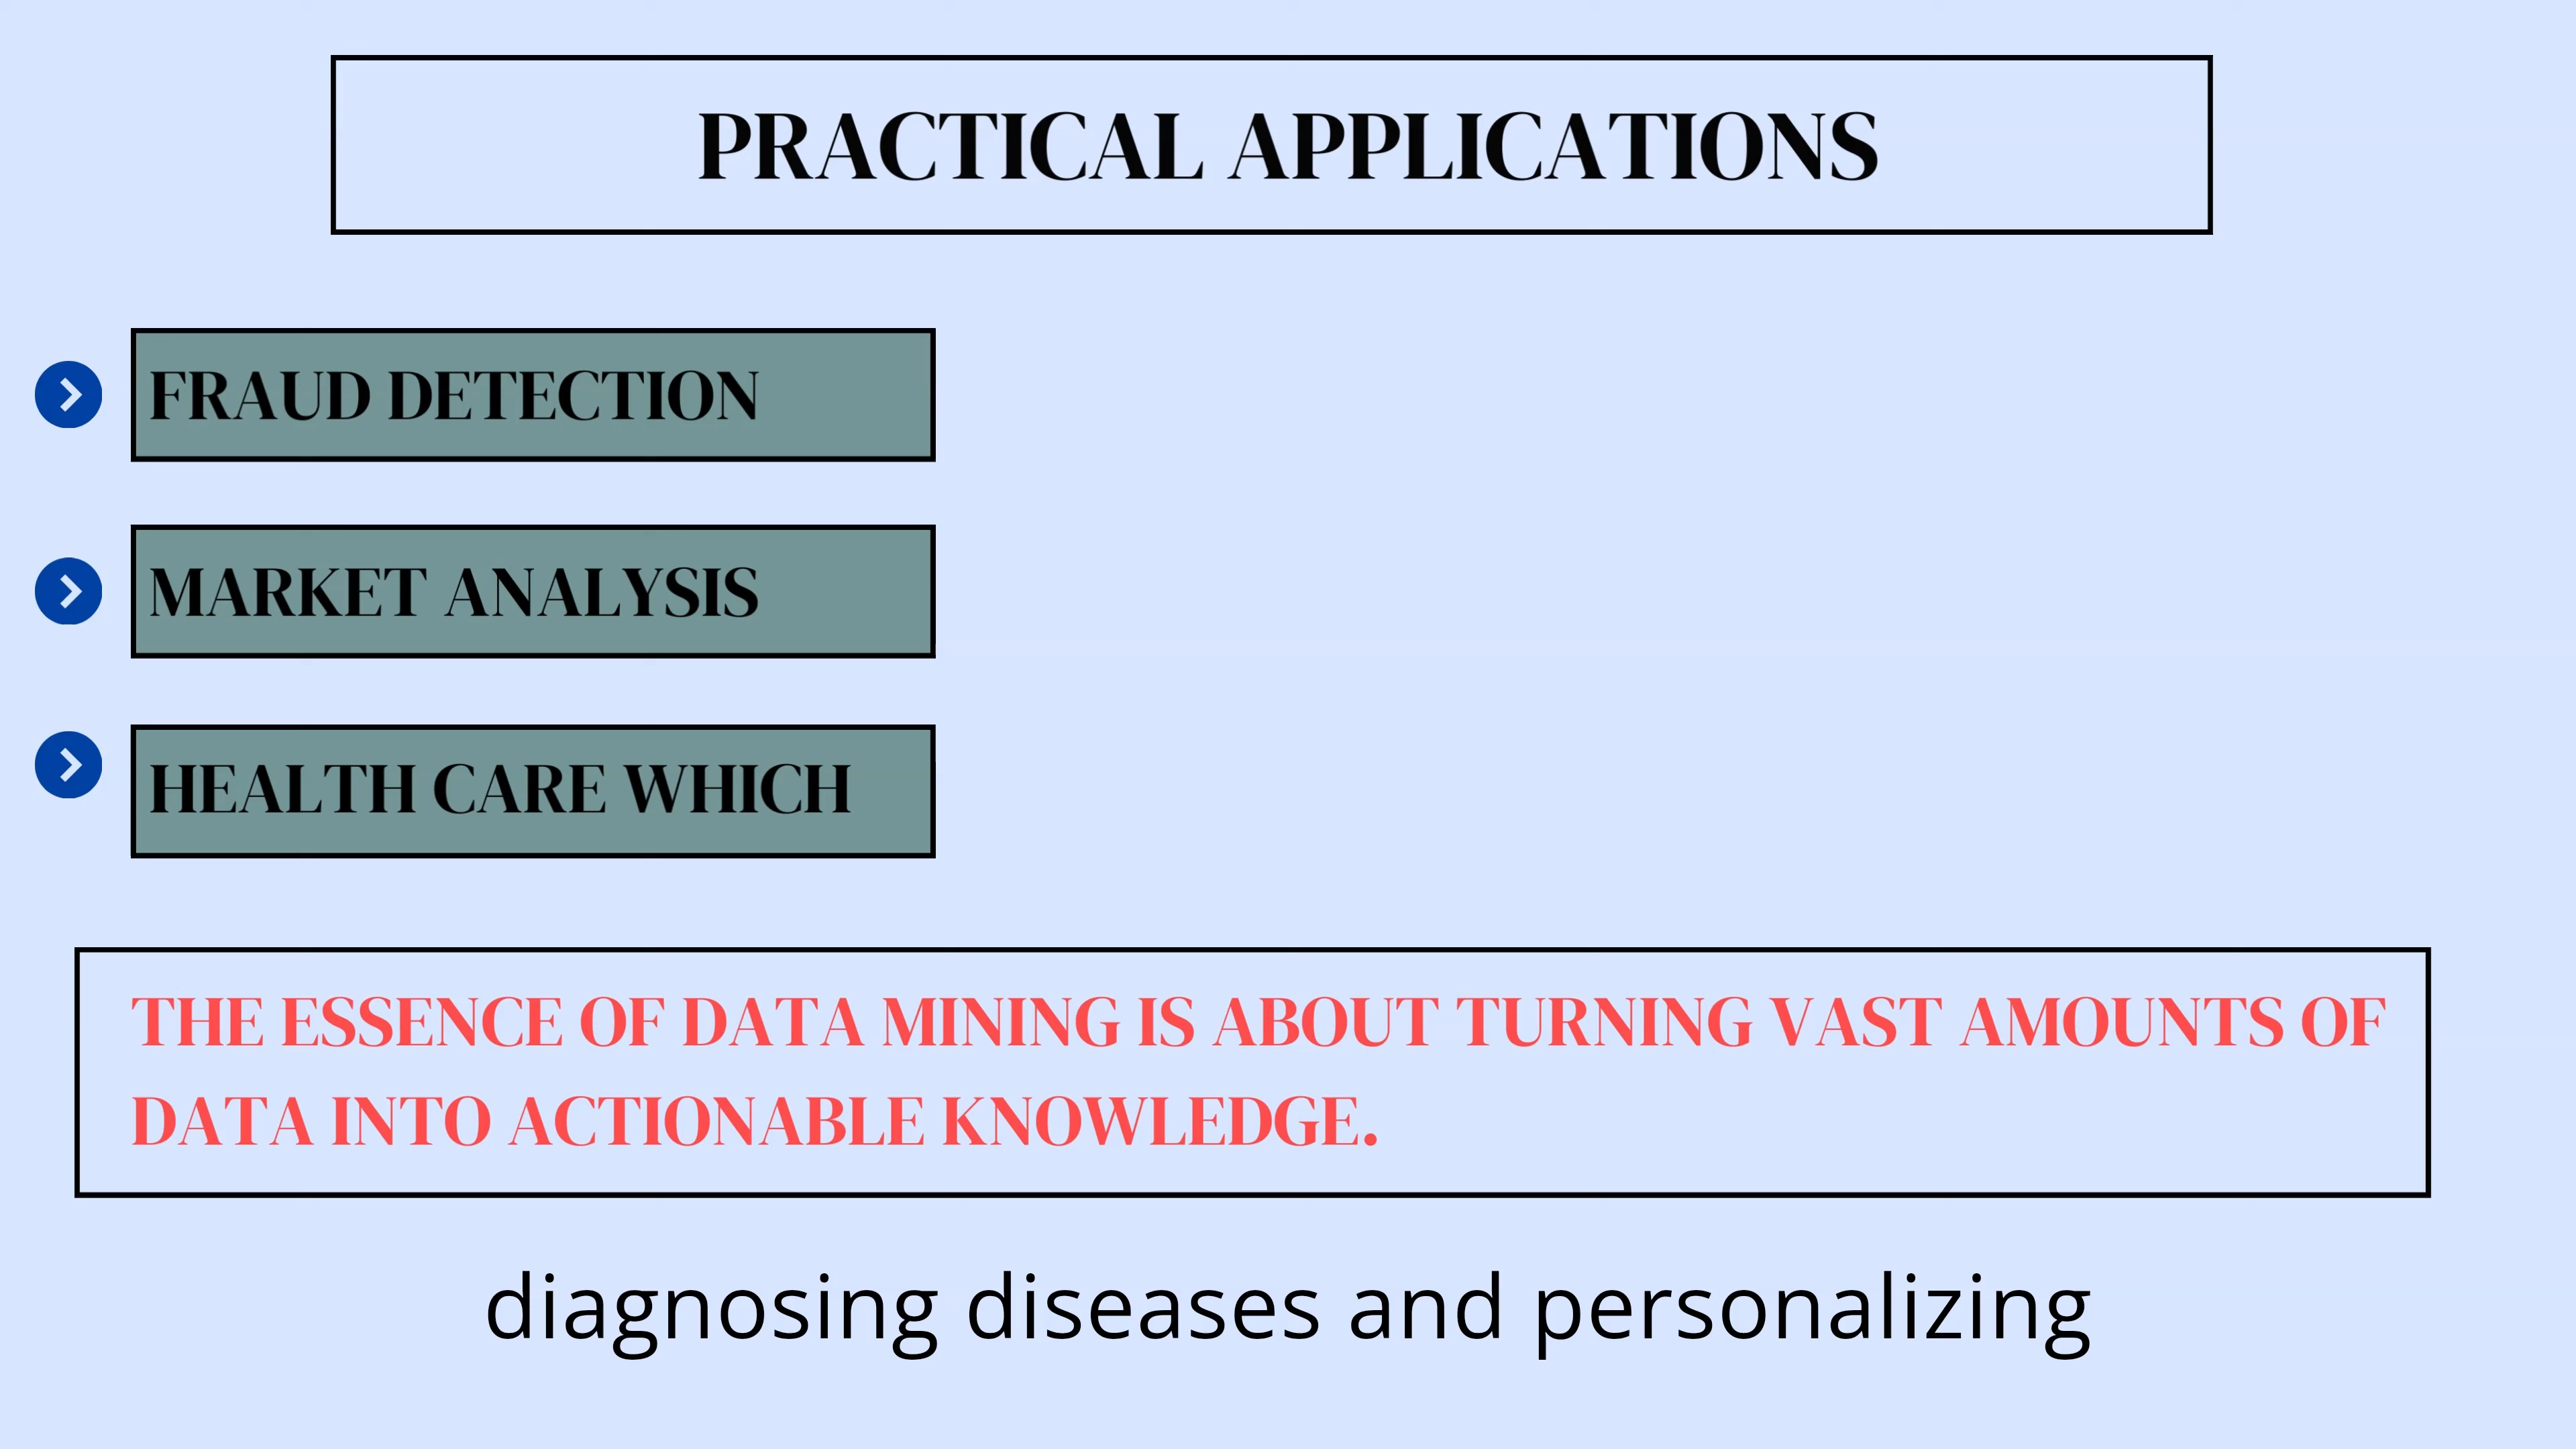 PRACTICAL APPLICATIONS
FRAUD DETECTION
MARKET ANALYSIS
HEALTH CARE WHICH
THE ESSENCE OF DATA MINING IS ABOUT TURNING VAST AMOUNTS OF
DATA INTO ACTIONABLE KNOWLEDGE.
diagnosing diseases and personalizing